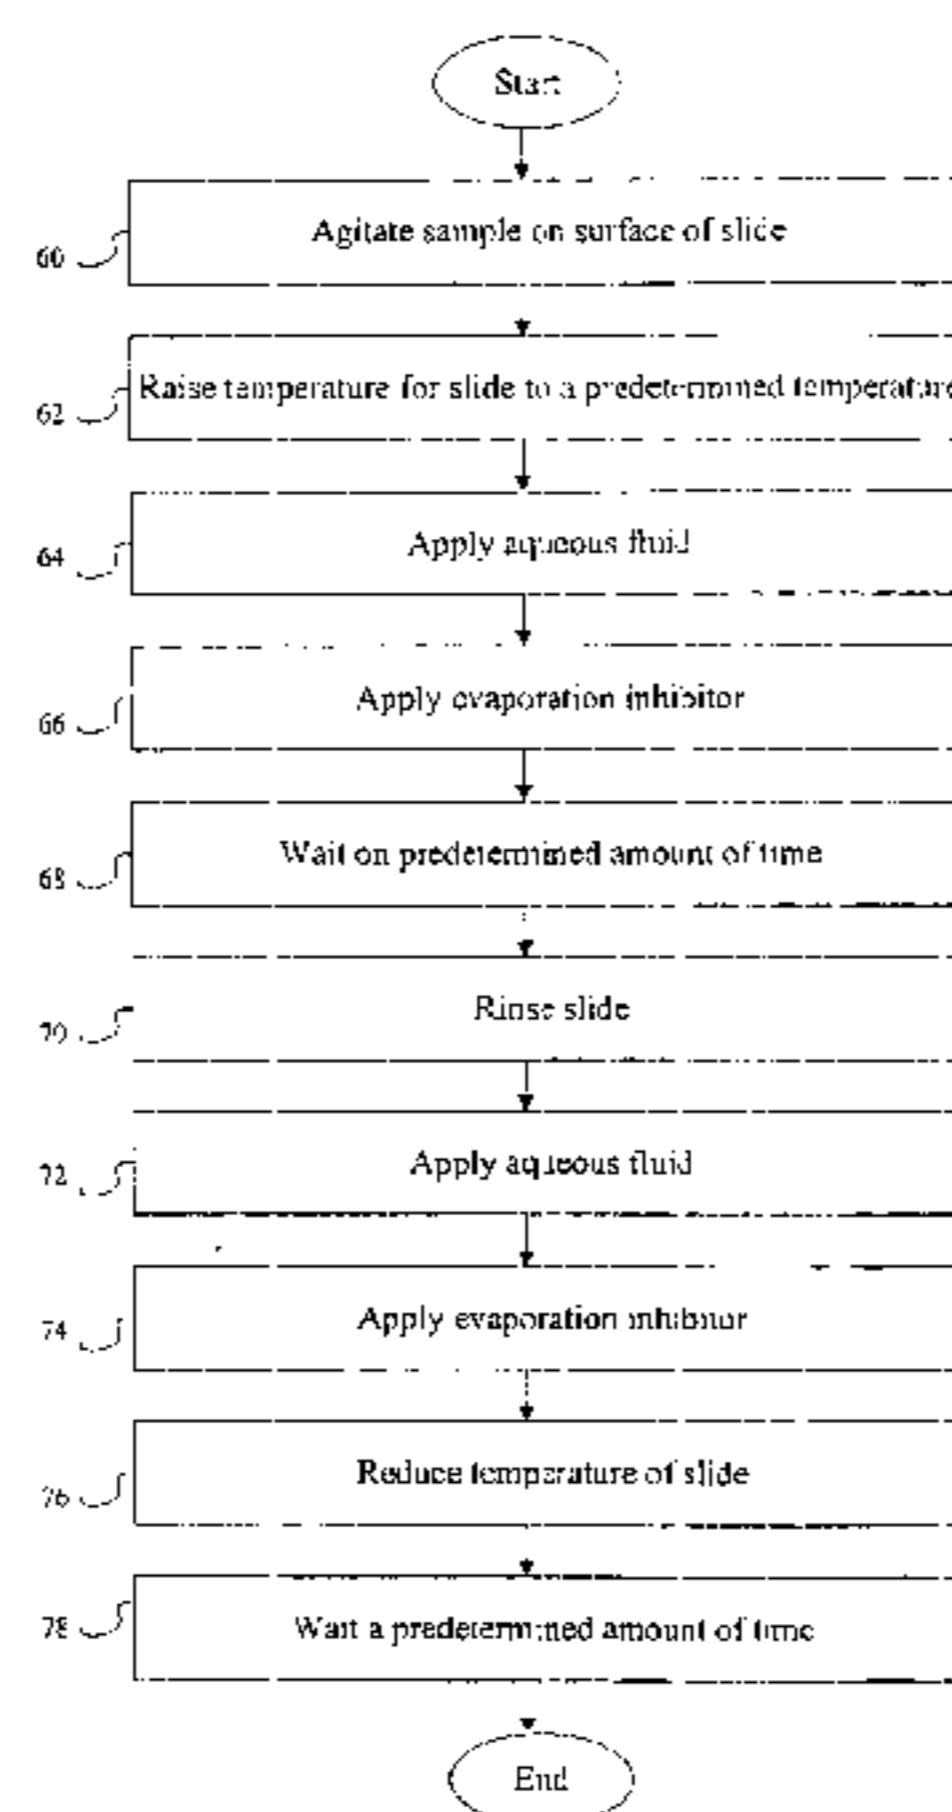 Start
60
Agitate sample on surface of slide
62
Raise temperature for slide to a predetermined temperature
64
Apply aqueous fluid
66
Apply evaporation inhibitor
68
Wait on predetermined amount of time
70
Rinse slide
72
Apply aqueous fluid
74
Apply evaporation inhibitor
76
Reduce temperature of slide
78
Wait a predetermined amount of time
End